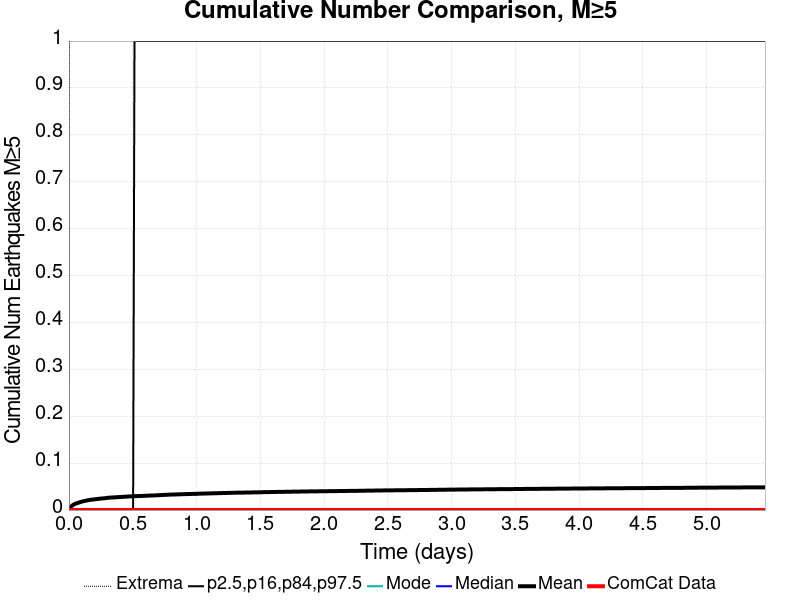 Cumulative Number Comparison, M≥5
Cumulative Num Earthquakes M≥5
1
0.9
0.8
0.7
0.6
0.5
0.4
0.3
0.2
0.1
0
0.0 0.5 1.0 1.5 2.0 2.5 3.0 3.5 4.0 4.5 5.0
Time (days)
Extrema p2.5,p16,p84,p97.5 Mode Median Mean ComCat Data